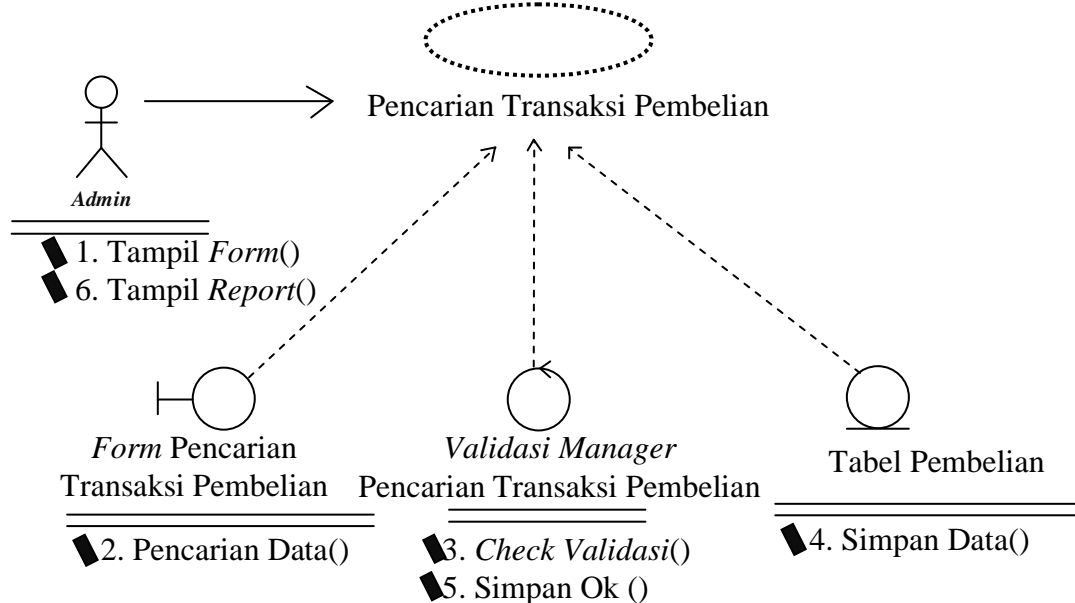 Pencarian Transaksi Pembelian
Admin
1. Tampil Form()
6. Tampil Report()
Form Pencarian
Transaksi Pembelian
2. Pencarian Data()
Validasi Manager
Pencarian Transaksi Pembelian
3. Check Validasi()
5. Simpan Ok ()
Tabel Pembelian
4. Simpan Data()